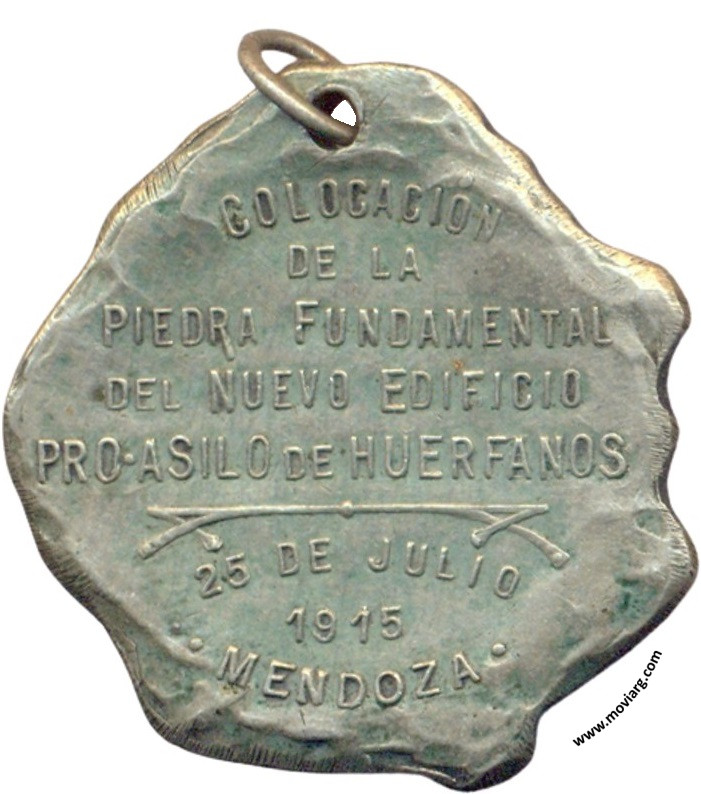 COLOCACIÓN
DE LA
PIEDRA FUNDAMENTAL
DEL NUEVO EDIFICIO
PRO·ASILO DE HUERFANOS
25 DE JULIO
1915
· MENDOZA ·
www.moviarg.com